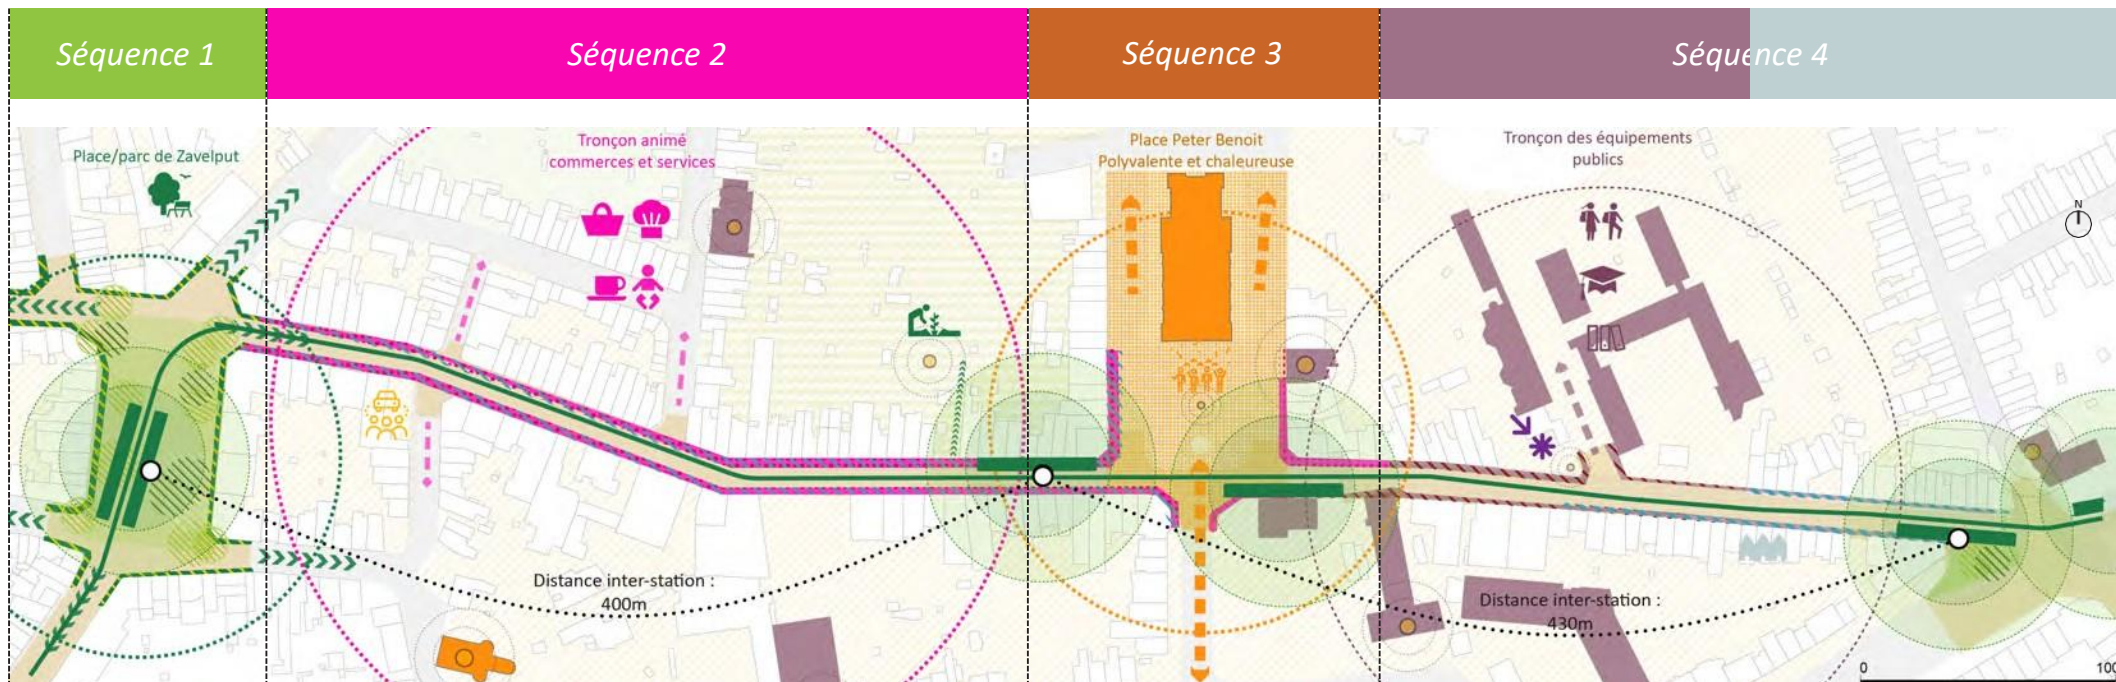 Séquence 1
Séquence 2
Séquence 3
Séquence 4
Place/parc de Zavelput
Tronçon animé
commerces et services
Place Peter Benoit
Polyvalente et chaleureuse
Tronçon des équipements
publics
N
Distance inter-station :
400m
Distance inter-station :
430m
0
100